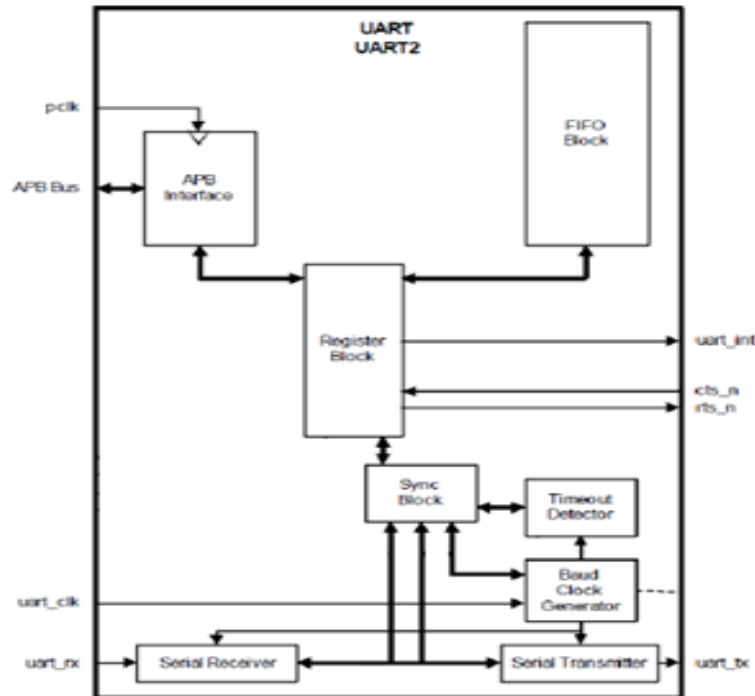 UART
UART2
pclk
FIFO
Block
APB
Interface
APB Bus
Register
Block
uart_int
cts_n
rts_n
Sync
Block
Timeout
Detector
Baud
Clock
Generator
uart_clk
uart_rx
Serial Receiver
Serial Transmitter
uart_tx